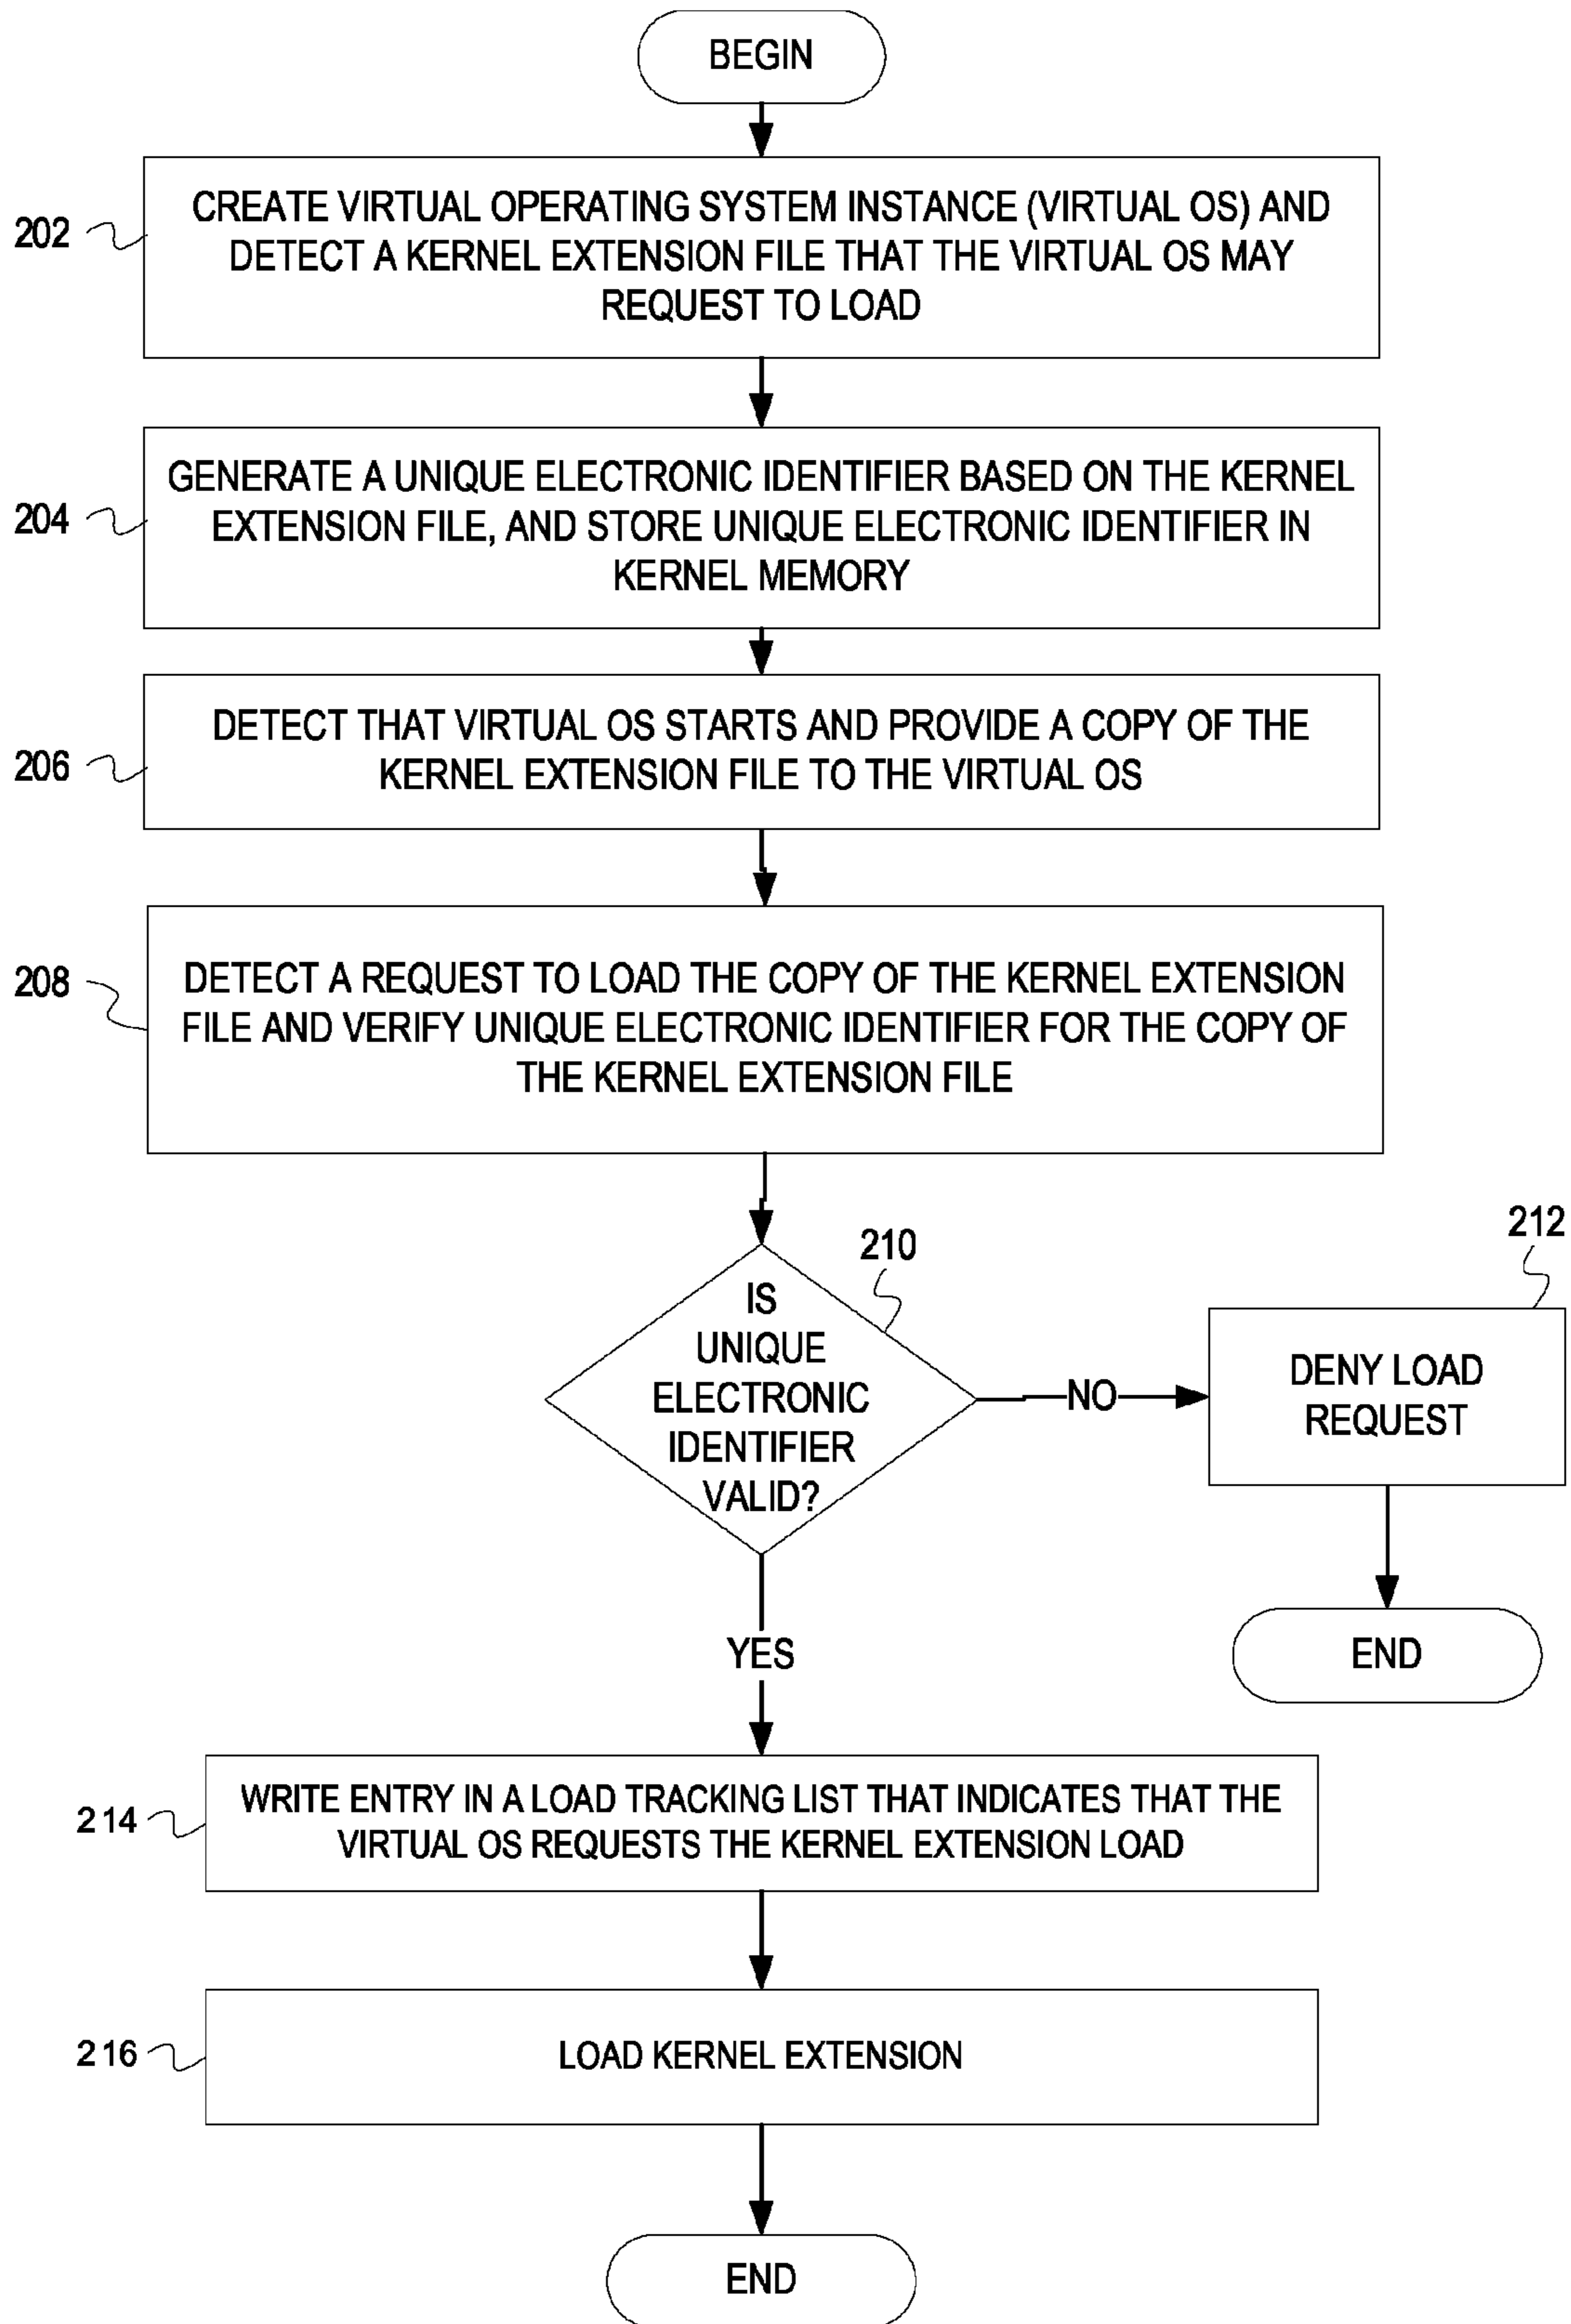 BEGIN
202
CREATE VIRTUAL OPERATING SYSTEM INSTANCE (VIRTUAL OS) AND
DETECT A KERNEL EXTENSION FILE THAT THE VIRTUAL OS MAY
REQUEST TO LOAD
204
GENERATE A UNIQUE ELECTRONIC IDENTIFIER BASED ON THE KERNEL
EXTENSION FILE, AND STORE UNIQUE ELECTRONIC IDENTIFIER IN
KERNEL MEMORY
206
DETECT THAT VIRTUAL OS STARTS AND PROVIDE A COPY OF THE
KERNEL EXTENSION FILE TO THE VIRTUAL OS
208
DETECT A REQUEST TO LOAD THE COPY OF THE KERNEL EXTENSION
FILE AND VERIFY UNIQUE ELECTRONIC IDENTIFIER FOR THE COPY OF
THE KERNEL EXTENSION FILE
210
IS
UNIQUE
ELECTRONIC
IDENTIFIER
VALID?
NO
212
DENY LOAD
REQUEST
END
YES
214
WRITE ENTRY IN A LOAD TRACKING LIST THAT INDICATES THAT THE
VIRTUAL OS REQUESTS THE KERNEL EXTENSION LOAD
216
LOAD KERNEL EXTENSION
END